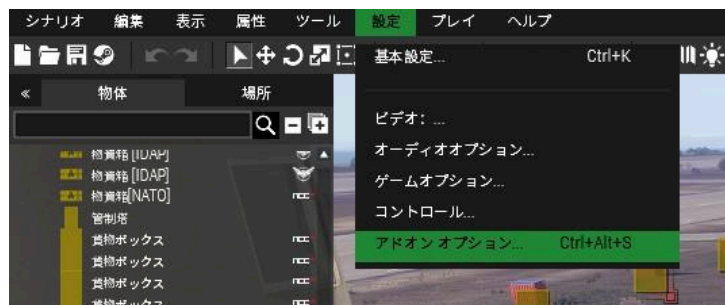 シナリオ 編集 表示 属性 ツール 設定 プレイ ヘルプ
基本設定... Ctrl+K
ビデオ: ...
オーディオオプション...
ゲームオプション...
コントロール...
アドオン オプション... Ctrl+Alt+S
« 物体 場所
物資箱 [IDAP]
物資箱 [IDAP]
物資箱[NATO]
管制塔
貨物ボックス
貨物ボックス
貨物ボックス